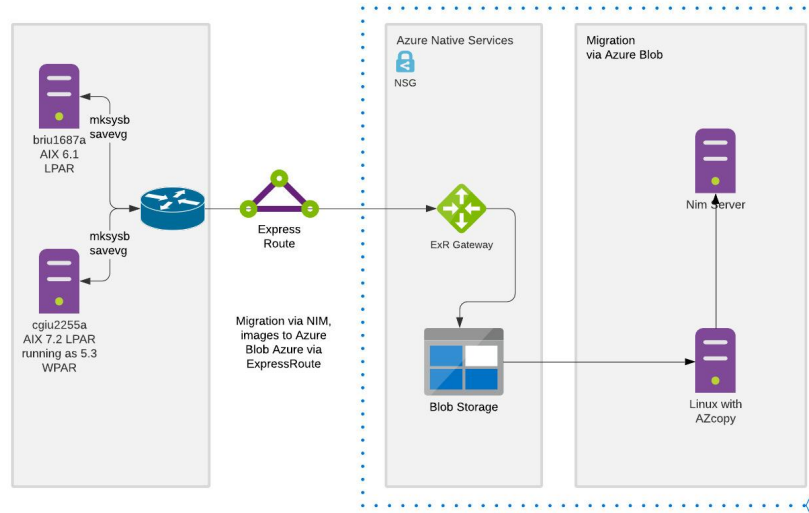 mksysb
savevg
briu1687a
AIX 6.1
LPAR
mksysb
savevg
cgiu2255a
AIX 7.2 LPAR
running as 5.3
WPAR
Express
Route
Migration via NIM,
images to Azure
Blob Azure via
ExpressRoute
Azure Native Services
NSG
ExR Gateway
Blob Storage
Migration
via Azure Blob
Nim Server
Linux with
AZcopy